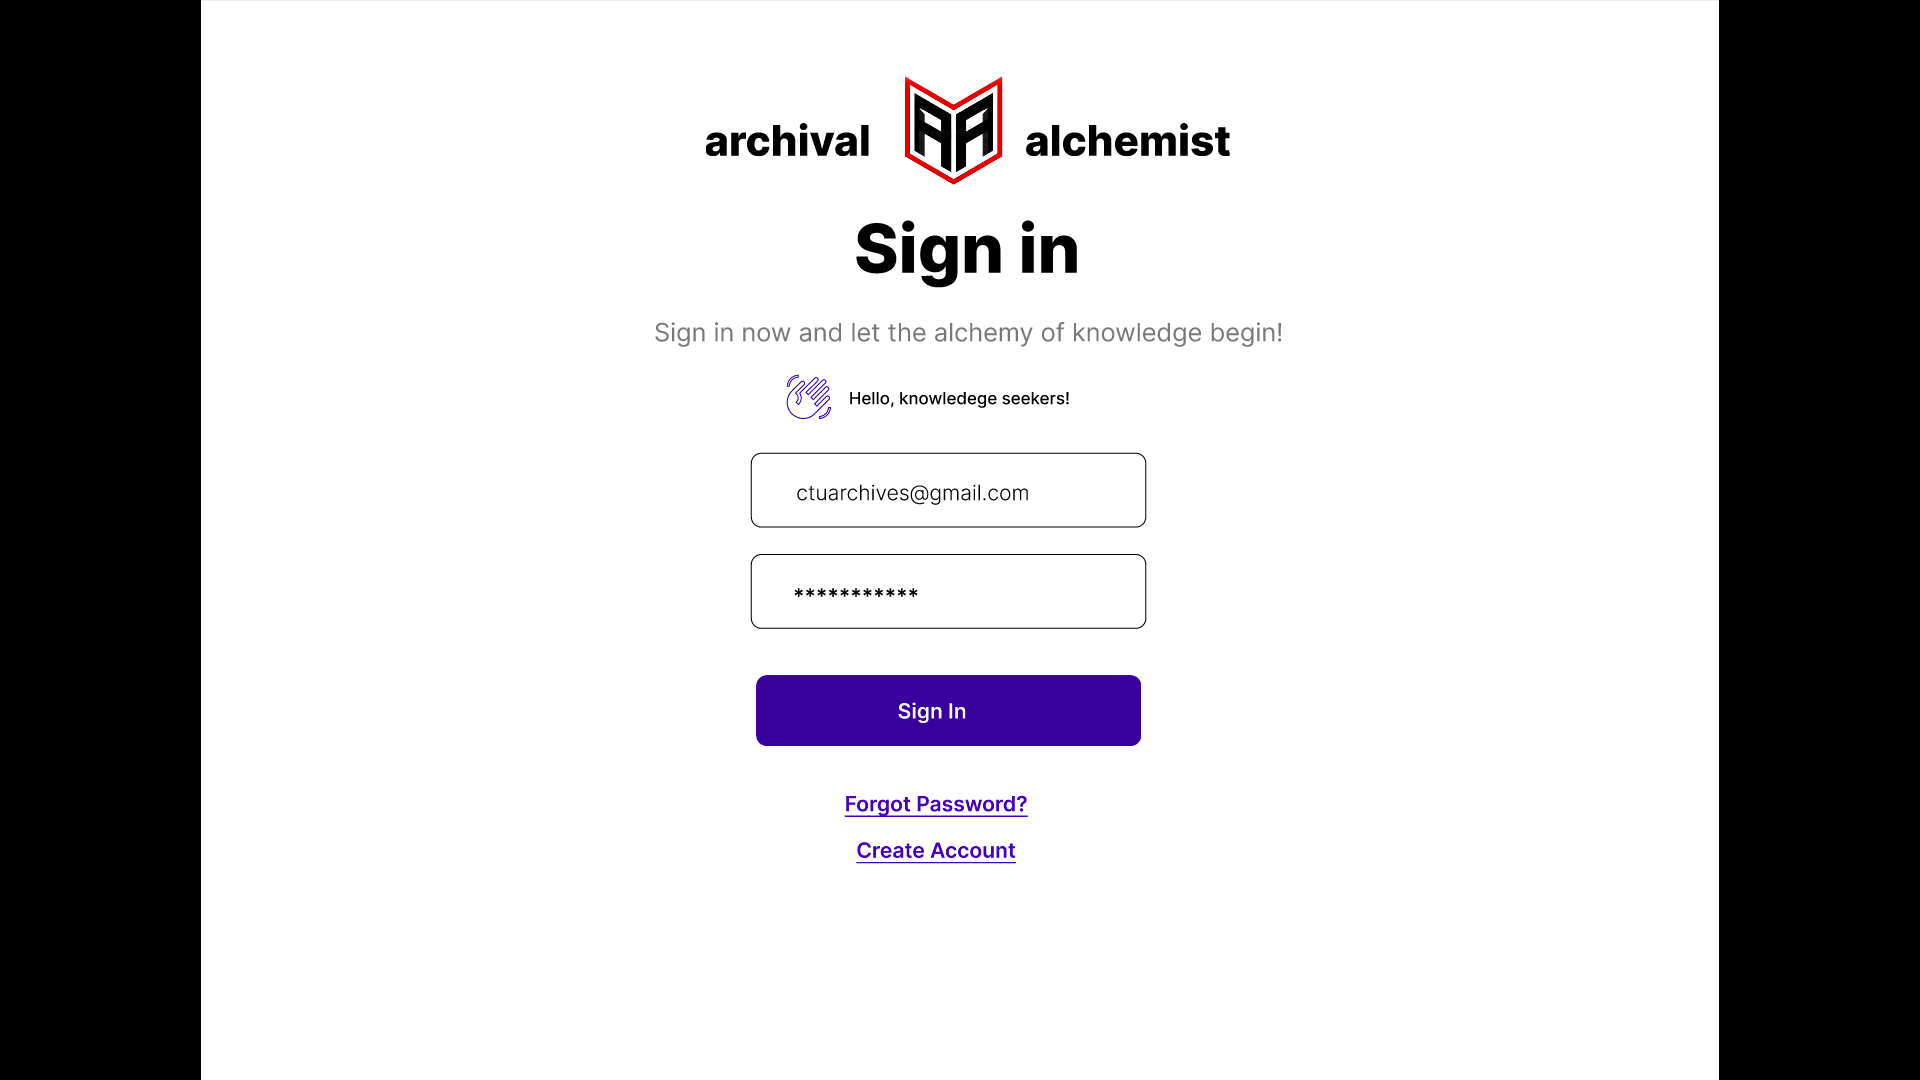 archival AA alchemist
Sign in
Sign in now and let the alchemy of knowledge begin!
Hello, knowledege seekers!
ctuarchives@gmail.com
***********
Sign In
Forgot Password?
Create Account